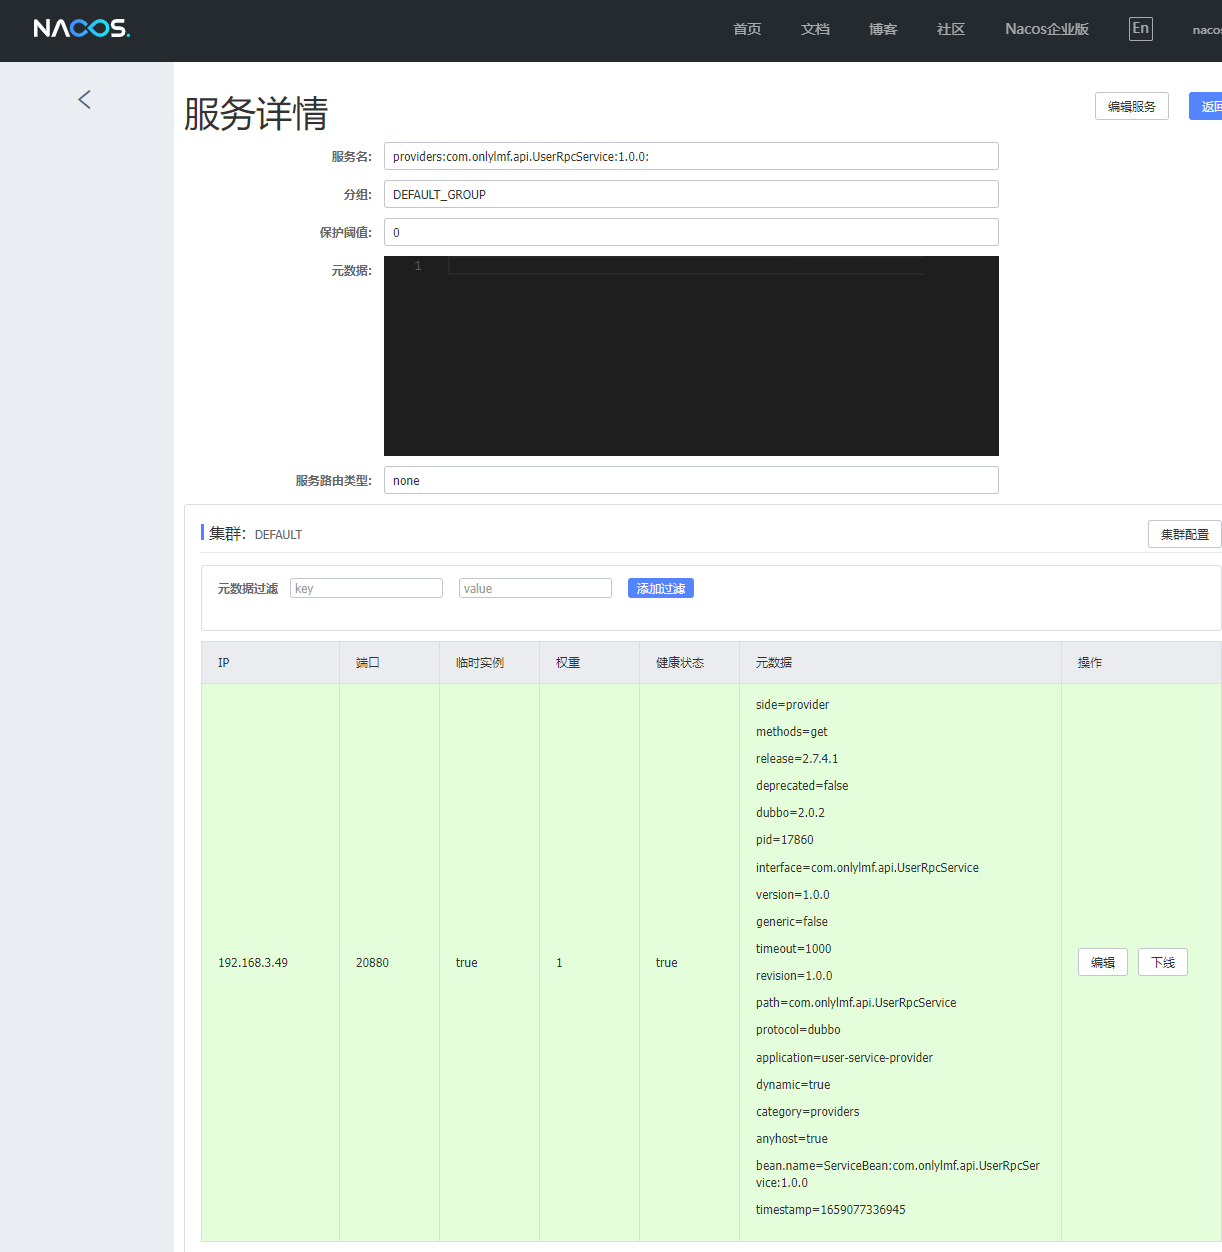 NACOS.
首页 文档 博客 社区 Nacos企业版 En nacos
服务详情
编辑服务 返回
服务名: providers:com.onlylmf.api.UserRpcService:1.0.0:
分组: DEFAULT_GROUP
保护阈值: 0
元数据: 1
服务路由类型: none
集群: DEFAULT 集群配置
元数据过滤 key value 添加过滤
IP 端口 临时实例 权重 健康状态 元数据 操作
side=provider
methods=get
release=2.7.4.1
deprecated=false
dubbo=2.0.2
pid=17860
interface=com.onlylmf.api.UserRpcService
version=1.0.0
generic=false
timeout=1000
192.168.3.49 20880 true 1 true 编辑 下线
revision=1.0.0
path=com.onlylmf.api.UserRpcService
protocol=dubbo
application=user-service-provider
dynamic=true
category=providers
anyhost=true
bean.name=ServiceBean:com.onlylmf.api.UserRpcSer
vice:1.0.0
timestamp=1659077336945